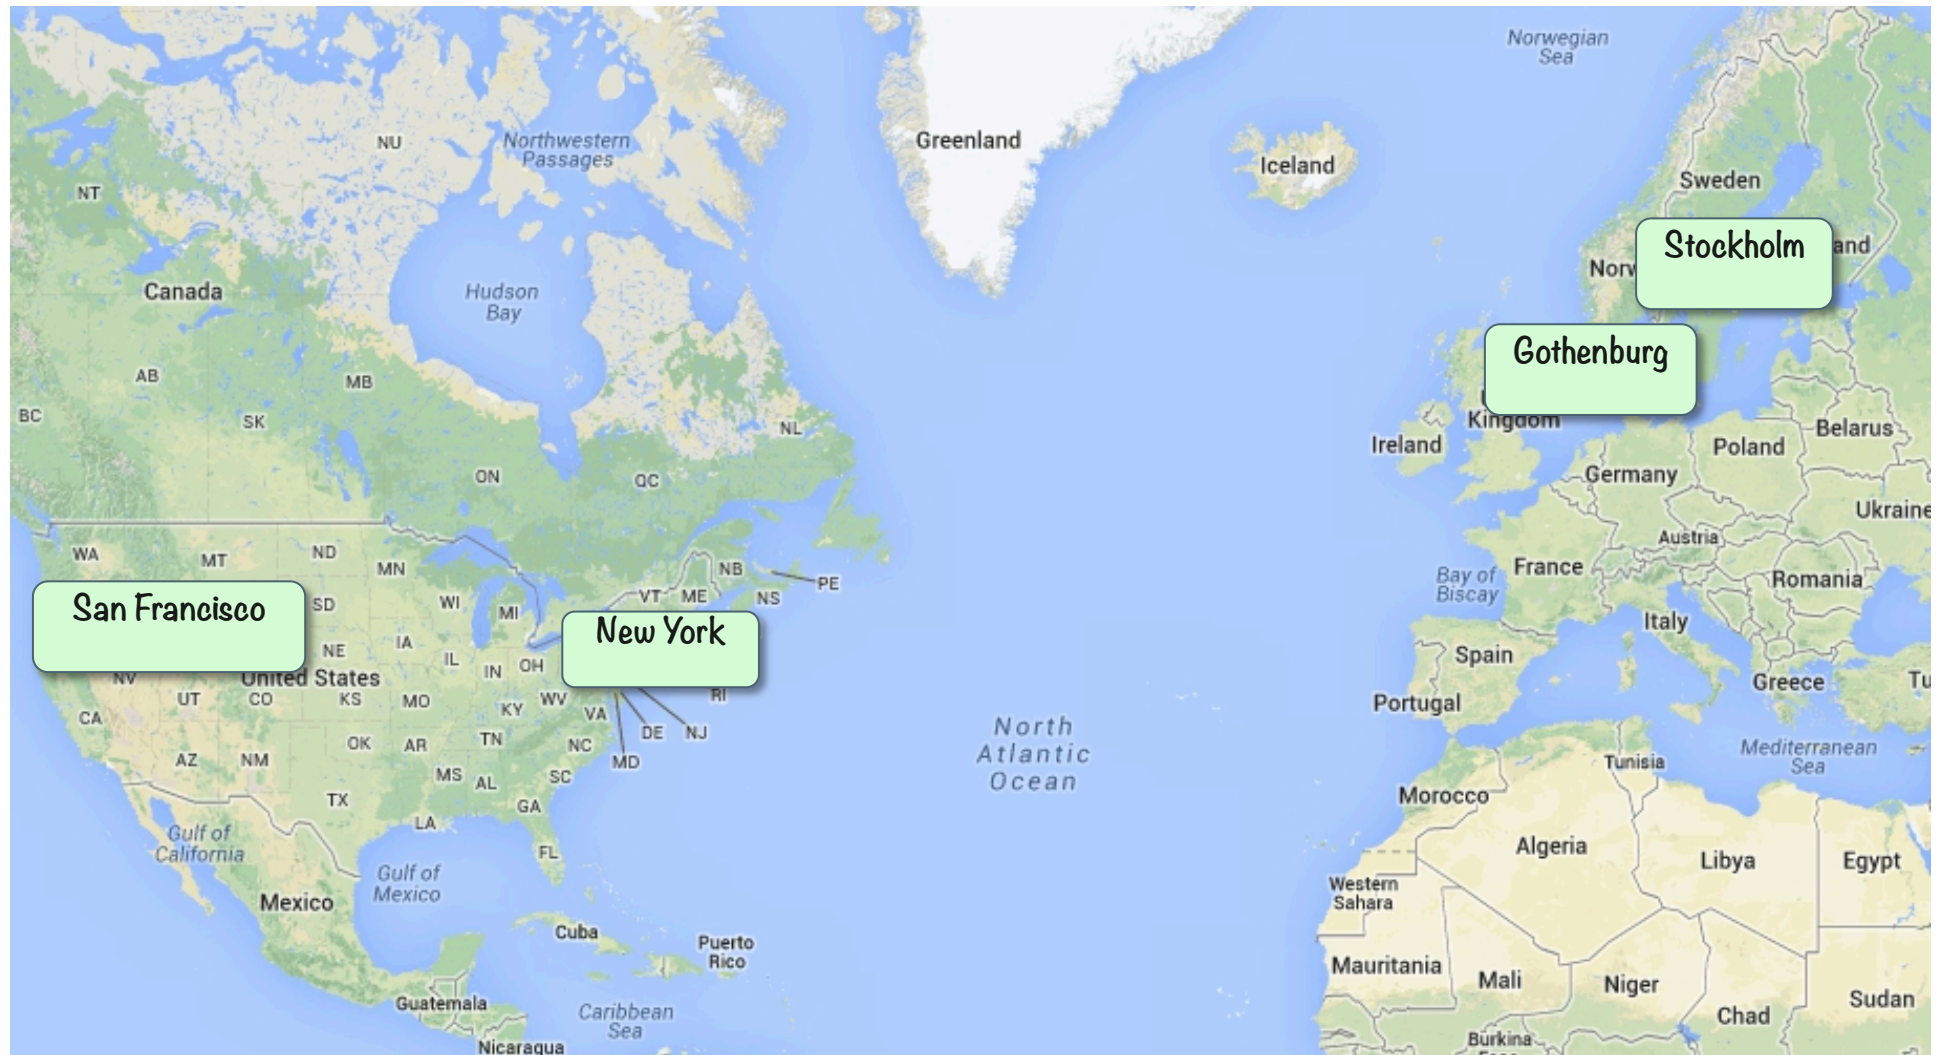 Norwegian
Sea
NU
Northwestern
Passages
Greenland
Iceland
NT
Sweden
Stockholm
and
Norw
Canada
Hudson
Bay
Gothenburg
AB
MB
BC
SK
NL
Kingdom
Ireland
Belarus
Poland
ON
QC
Germany
Ukraine
WA
MT
ND
MN
Austria
NB
PE
France
Bay of
Biscay
Romania
VT
ME
NS
San Francisco
SD
WI
MI
New York
Italy
NE
IA
IL
IN
OH
Spain
NV
United States
UT
CO
KS
MO
KY
WV
RI
Portugal
Greece
Tu
CA
VA
DE
NJ
North
Atlantic
Ocean
OK
AR
TN
NC
MD
AZ
NM
Mediterranean
Sea
Tunisia
MS
AL
SC
TX
GA
Morocco
LA
Gulf of
California
FL
Algeria
Libya
Egypt
Gulf of
Mexico
Mexico
Western
Sahara
Cuba
Puerto
Rico
Mauritania
Mali
Niger
Guatemala
Caribbean
Sea
Chad
Sudan
Nicaragua
Burkina